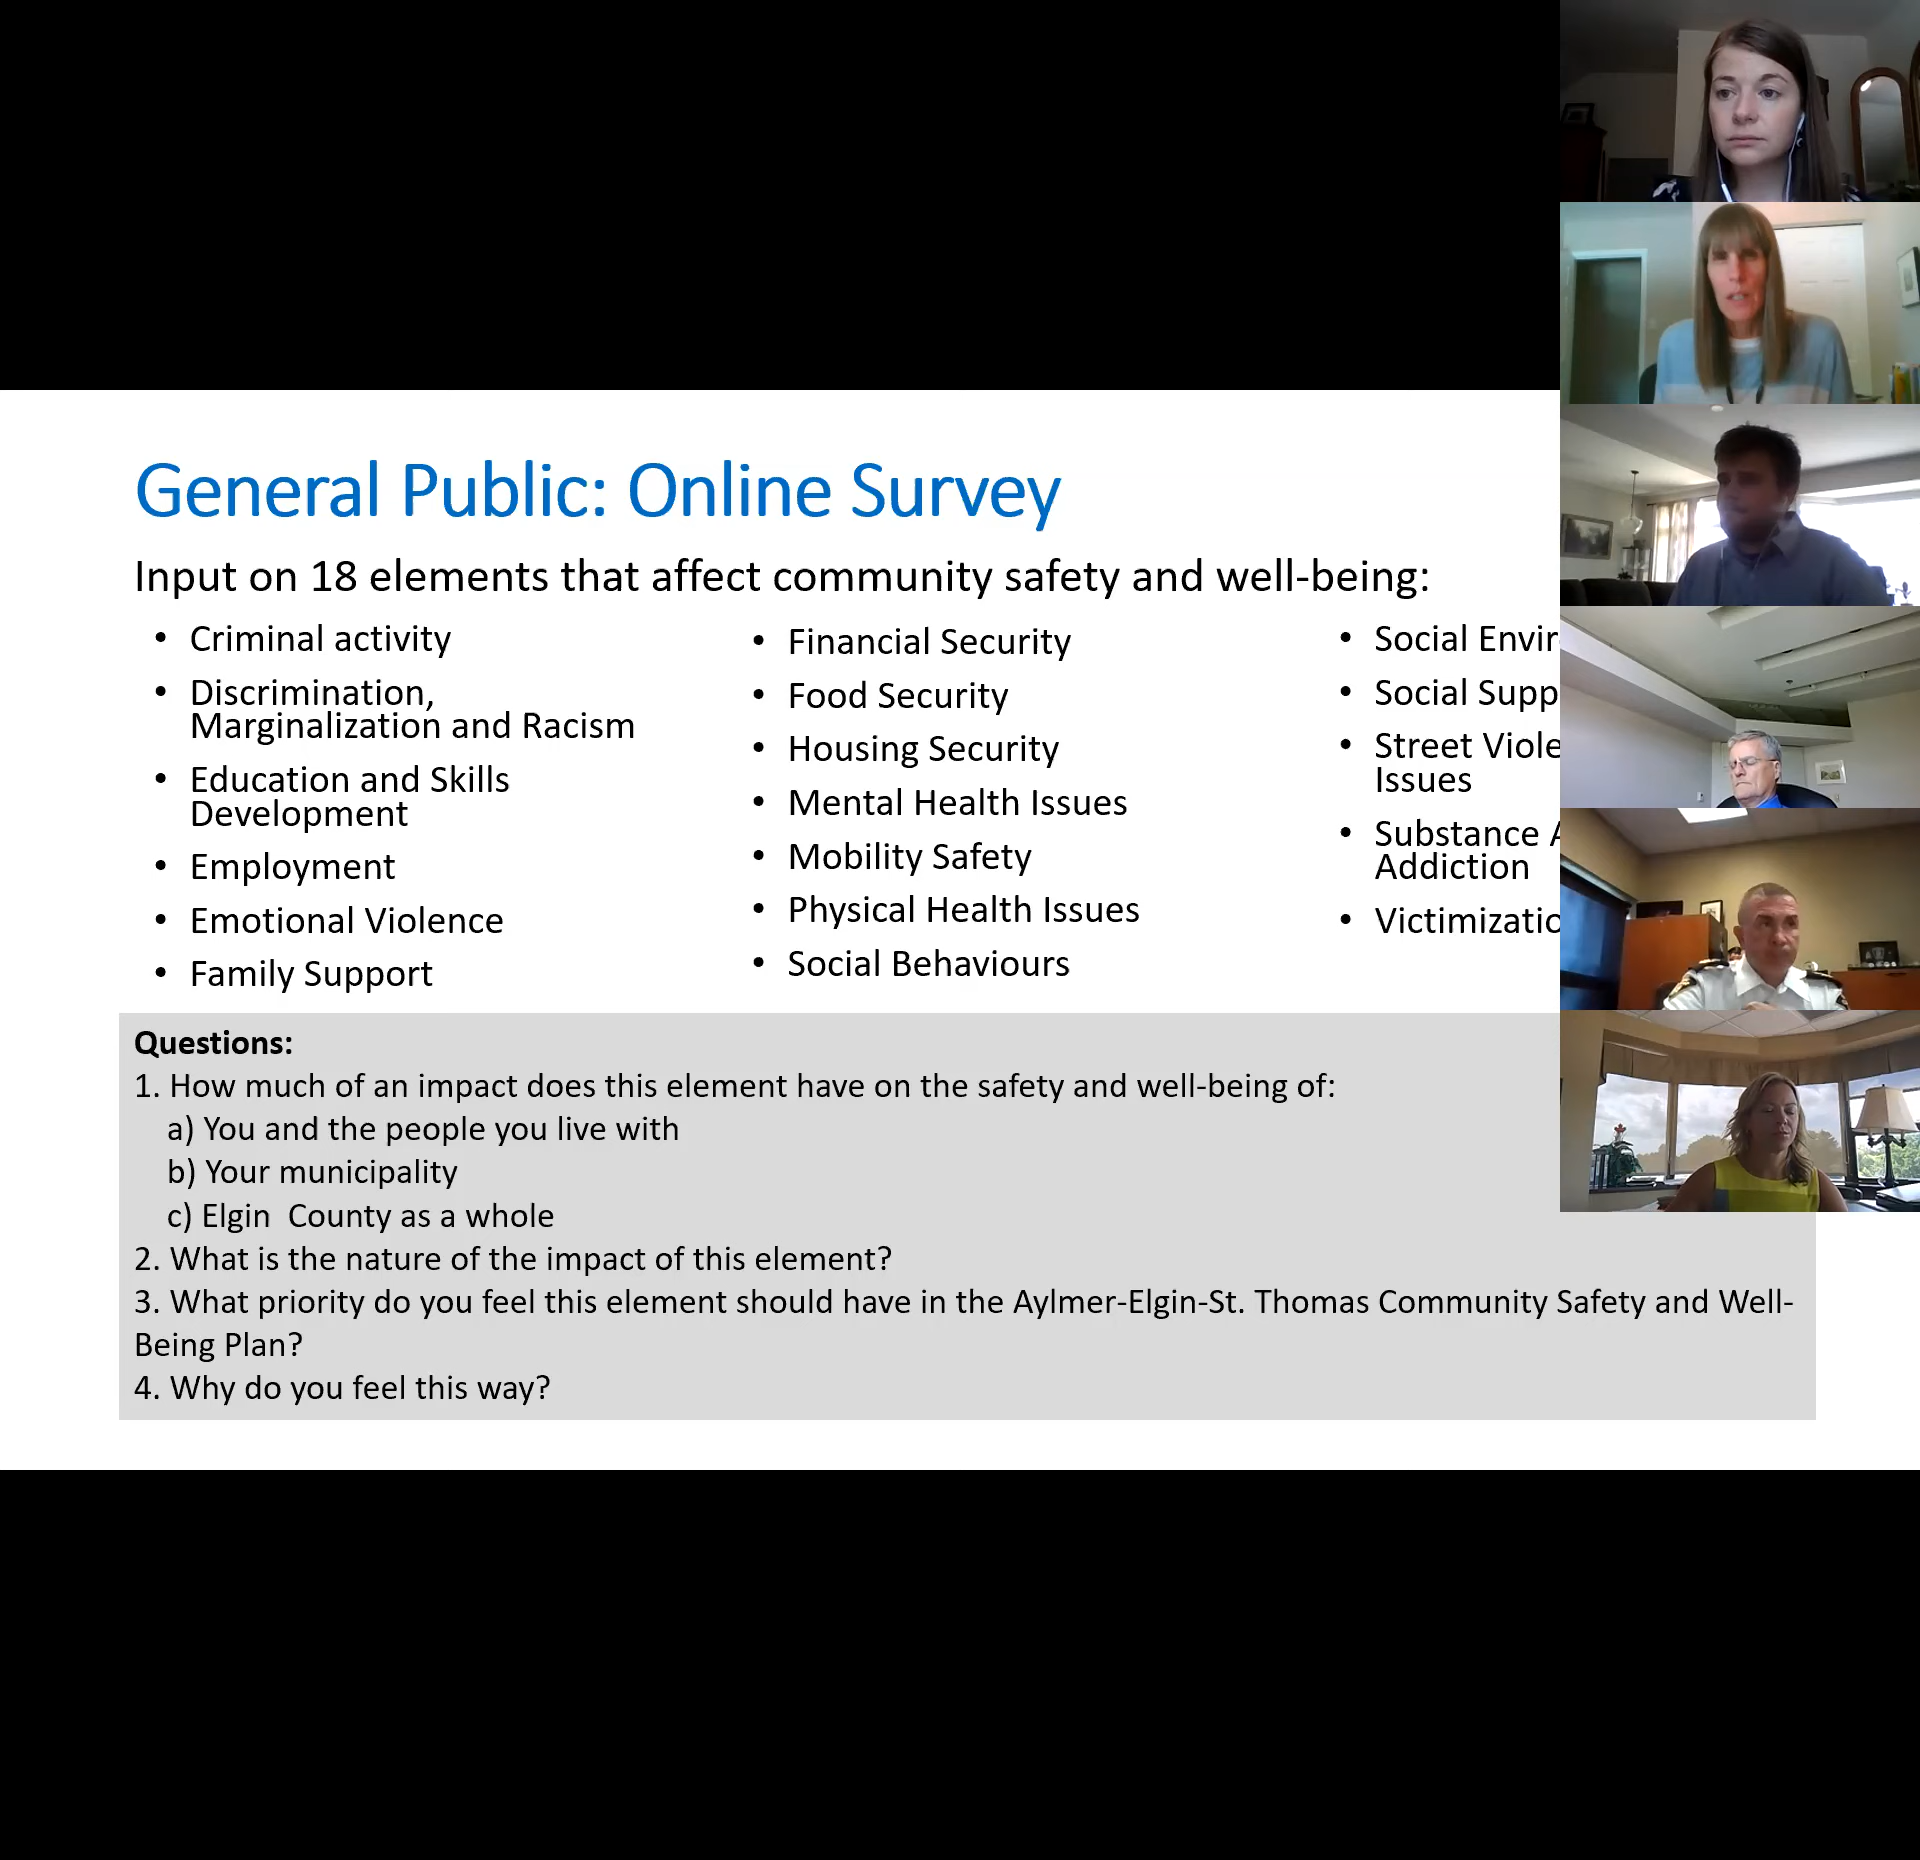 General Public: Online Survey
Input on 18 elements that affect community safety and well-being:
• Criminal activity
• Discrimination,
Marginalization and Racism
• Education and Skills
Development
• Employment
• Emotional Violence
• Family Support
• Financial Security
• Food Security
• Housing Security
• Mental Health Issues
• Mobility Safety
• Physical Health Issues
• Social Behaviours
• Social
• Social
• Street
Issues
• Substance
Addiction
•
Questions:
1. How much of an impact does this element have on the safety and well-being of:
a) You and the people you live with
b) Your municipality
c) Elgin  County as a whole
2. What is the nature of the impact of this element?
3. What priority do you feel this element should have in the Aylmer-Elgin-St. Thomas Community Safety and Well-
Being Plan?
4. Why do you feel this way?